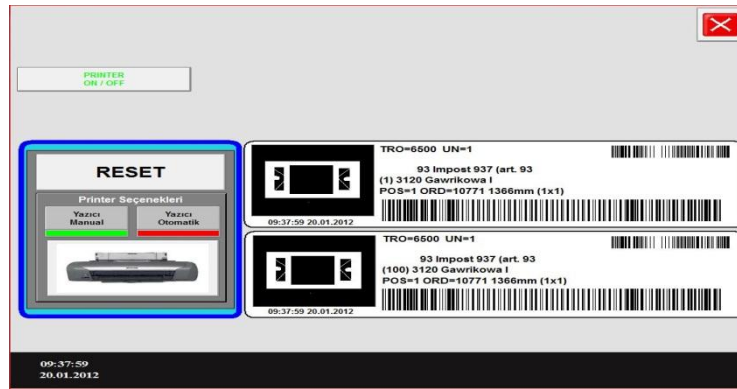 PRINTER
ON / OFF
RESET
Printer Seçenekleri
Yazıcı
Manual
Yazıcı
Otomatik
TRO=6500 UN=1
93 Impost 937 (art. 93
(1) 3120 Gawrikowa I
POS=1 ORD=10771 1366mm (1x1)
09:37:59 20.01.2012
TRO=6500 UN=1
93 Impost 937 (art. 93
(100) 3120 Gawrikowa I
POS=1 ORD=10771 1366mm (1x1)
09:37:59 20.01.2012
09:37:59
20.01.2012